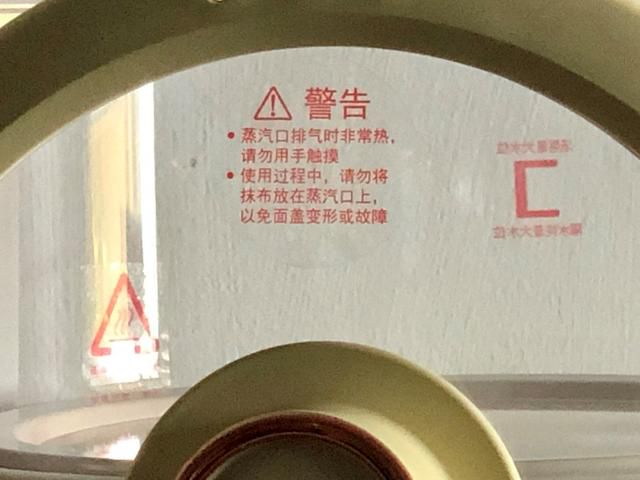 警告
• 蒸汽口排气时非常热，
请勿用手触摸
• 使用过程中，请勿将
抹布放在蒸汽口上，
以免面盖变形或故障